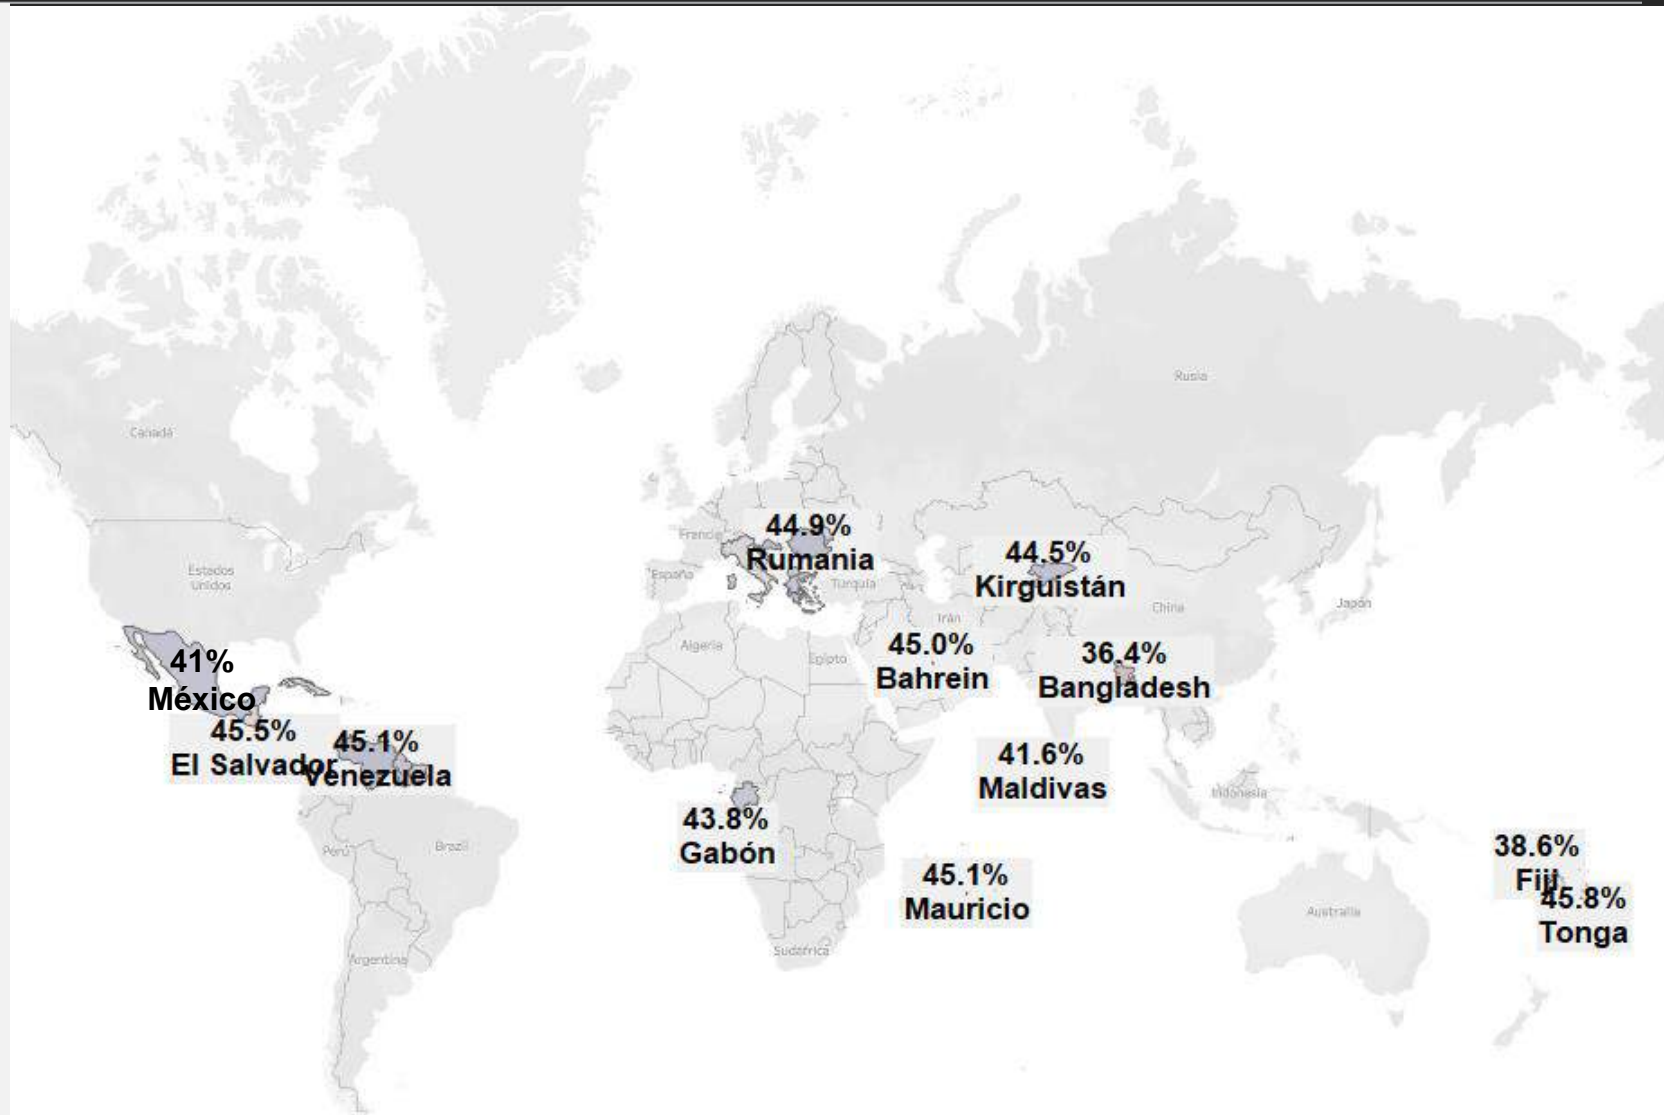 Rusia
Canadá
44.9%
Rumania
Francia
España
Turquía
44.5%
Kirguistán
Estados
Unidos
China
Japón
Irán
Algeria
Egipto
45.0%
Bahrein
36.4%
Bangladesh
41%
México
45.5%
El Salvador
45.1%
Venezuela
41.6%
Maldivas
Indonesia
43.8%
Gabón
Perú
Brazil
45.1%
Mauricio
38.6%
Fiji
45.8%
Tonga
Australia
Sudáfrica
Argentina